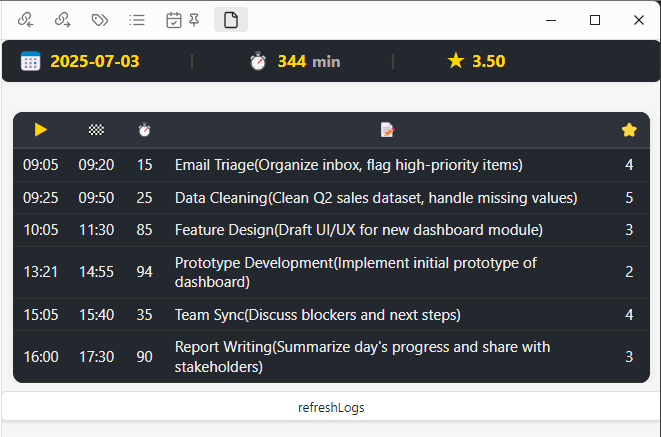 2025-07-03 | 344 min | 3.50
09:05 09:20 15 Email Triage(Organize inbox, flag high-priority items) 4
09:25 09:50 25 Data Cleaning(Clean Q2 sales dataset, handle missing values) 5
10:05 11:30 85 Feature Design(Draft UI/UX for new dashboard module) 3
13:21 14:55 94 Prototype Development(Implement initial prototype of
dashboard) 2
15:05 15:40 35 Team Sync(Discuss blockers and next steps) 4
16:00 17:30 90 Report Writing(Summarize day's progress and share with
stakeholders) 3
refreshLogs